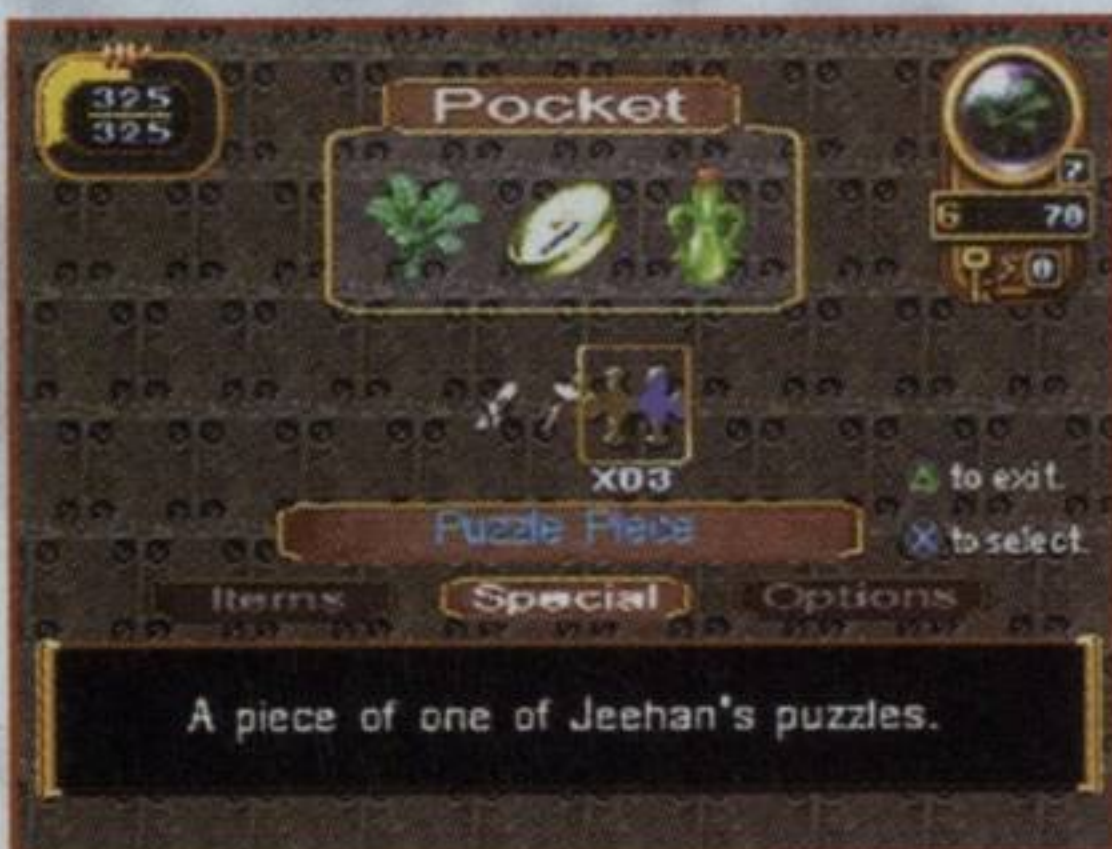 325
325
Pocket
7
G 78
0
X03
△ to exit.
Puzzle Piece
X to select.
Items Special Options
A piece of one of Jeehan's puzzles.